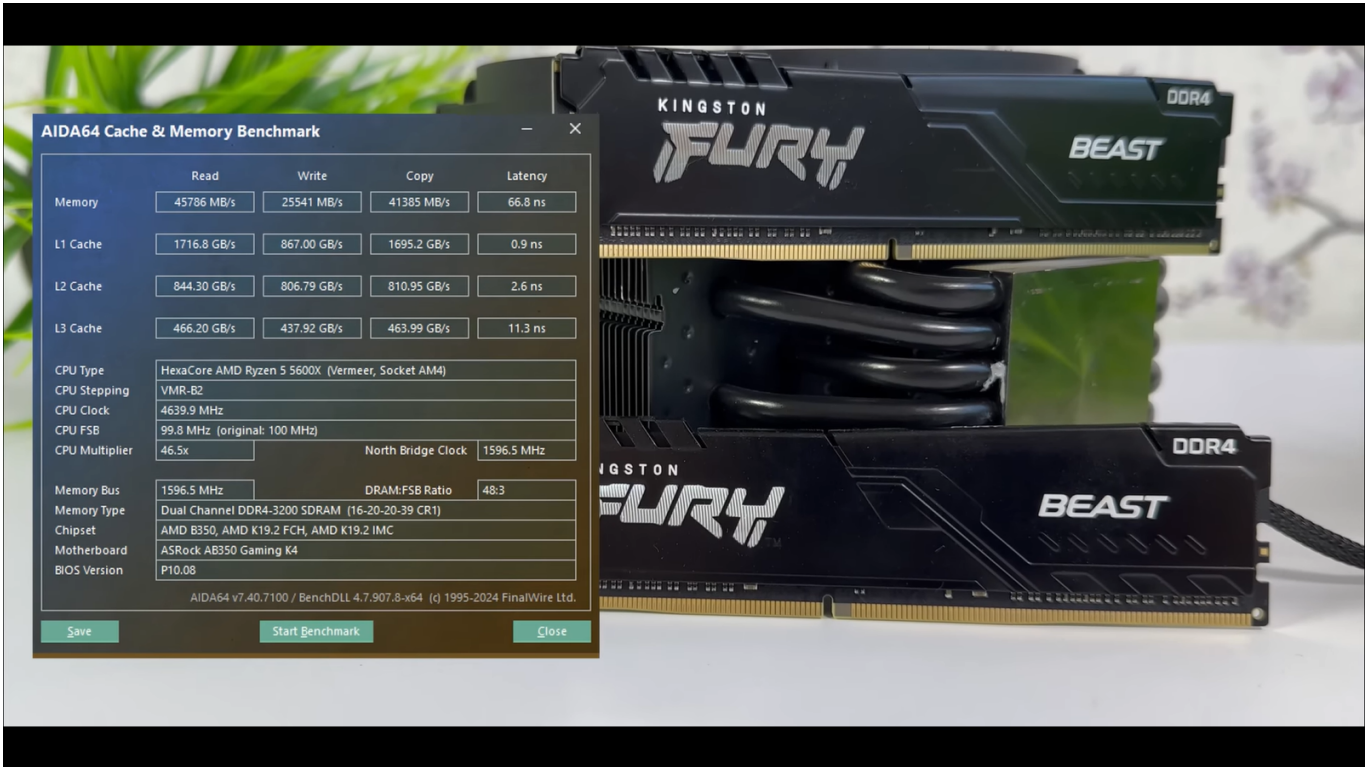 AIDA64 Cache & Memory Benchmark
Read Write Copy Latency
Memory 45786 MB/s 25541 MB/s 41385 MB/s 66.8 ns
L1 Cache 1716.8 GB/s 867.00 GB/s 1695.2 GB/s 0.9 ns
L2 Cache 844.30 GB/s 806.79 GB/s 810.95 GB/s 2.6 ns
L3 Cache 466.20 GB/s 437.92 GB/s 463.99 GB/s 11.3 ns
CPU Type HexaCore AMD Ryzen 5 5600X (Vermeer, Socket AM4)
CPU Stepping VMR-B2
CPU Clock 4639.9 MHz
CPU FSB 99.8 MHz (original: 100 MHz)
CPU Multiplier 46.5x North Bridge Clock 1596.5 MHz
Memory Bus 1596.5 MHz DRAM:FSB Ratio 48:3
Memory Type Dual Channel DDR4-3200 SDRAM (16-20-20-39 CR1)
Chipset AMD B350, AMD K19.2 FCH, AMD K19.2 IMC
Motherboard ASRock AB350 Gaming K4
BIOS Version P10.08
AIDA64 v7.40.7100 / BenchDLL 4.7.907.8-x64 (c) 1995-2024 FinalWire Ltd.
Save Start Benchmark Close
KINGSTON
FURY
BEAST
DDR4
NGSTON
FURY
BEAST
DDR4